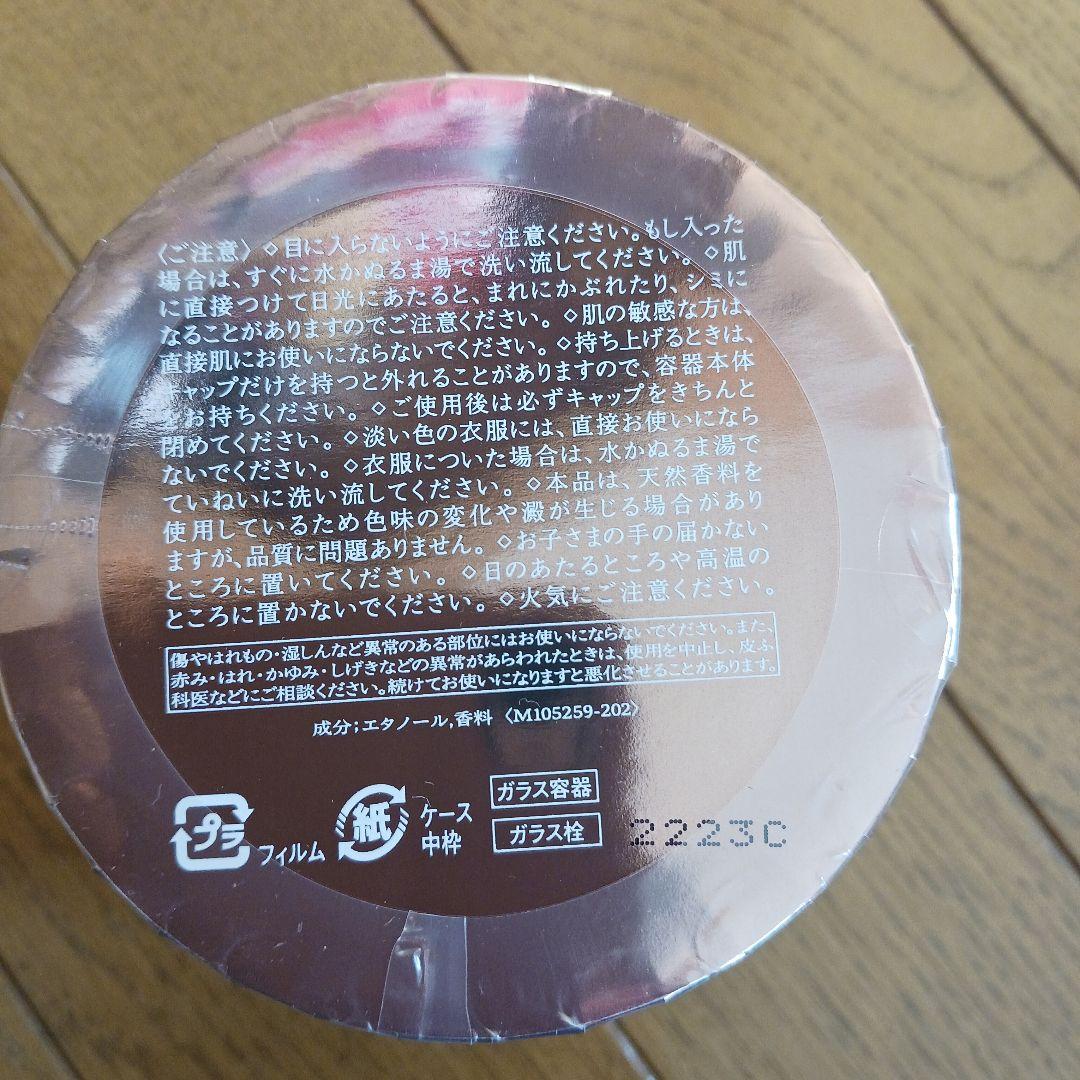 〈ご注意〉◇目に入らないようにご注意ください。もし入った
場合は、すぐに水かぬるま湯で洗い流してください。◇肌
に直接つけて日光にあたると、まれにかぶれたり、シミに
なることがありますのでご注意ください。◇肌の敏感な方は、
直接肌にお使いにならないでください。◇持ち上げるときは、
キャップだけを持つと外れることがありますので、容器本体
をお持ちください。◇ご使用後は必ずキャップをきちんと
閉めてください。◇淡い色の衣服には、直接お使いになら
ないでください。◇衣服についた場合は、水かぬるま湯で
ていねいに洗い流してください。◇本品は、天然香料を
使用しているため色味の変化や澱が生じる場合があり
ますが、品質に問題ありません。◇お子さまの手の届かない
ところに置いてください。◇日のあたるところや高温の
ところに置かないでください。◇火気にご注意ください。
傷やはれもの・湿しんなど異常のある部位にはお使いにならないでください。また、
赤み・はれ・かゆみ・しげきなどの異常があらわれたときは、使用を中止し、皮ふ
科医などにご相談ください。続けてお使いになりますと悪化させることがあります。
成分;エタノール,香料 〈M105259-202〉
プラ フィルム
紙 ケース
中枠
ガラス容器
ガラス栓
2223C